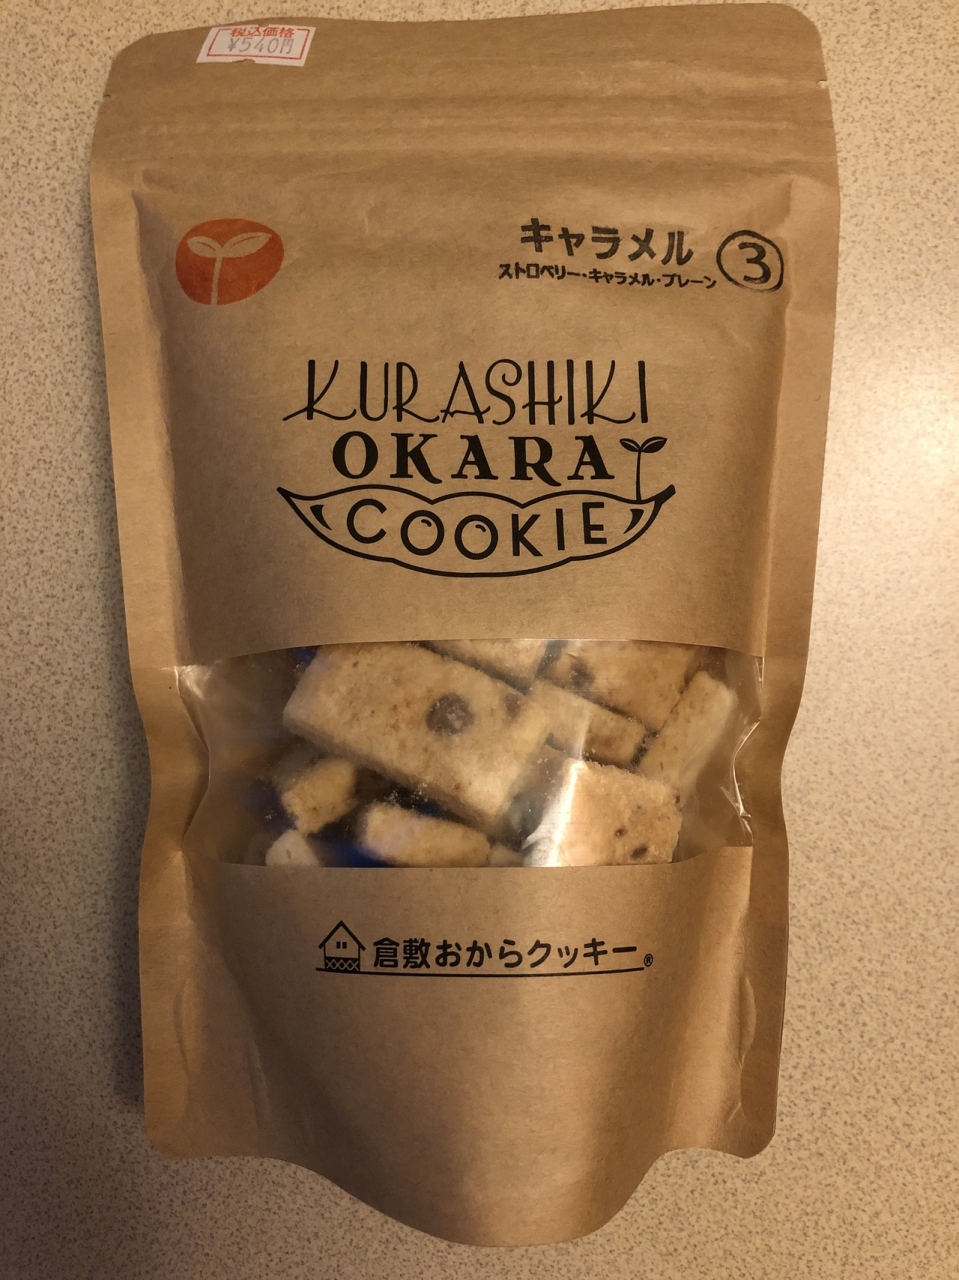 税込価格
¥540円
キャラメル ③
ストロベリー・キャラメル・プレーン
KURASHIKI
OKARA
COOKIE
倉敷おからクッキー®